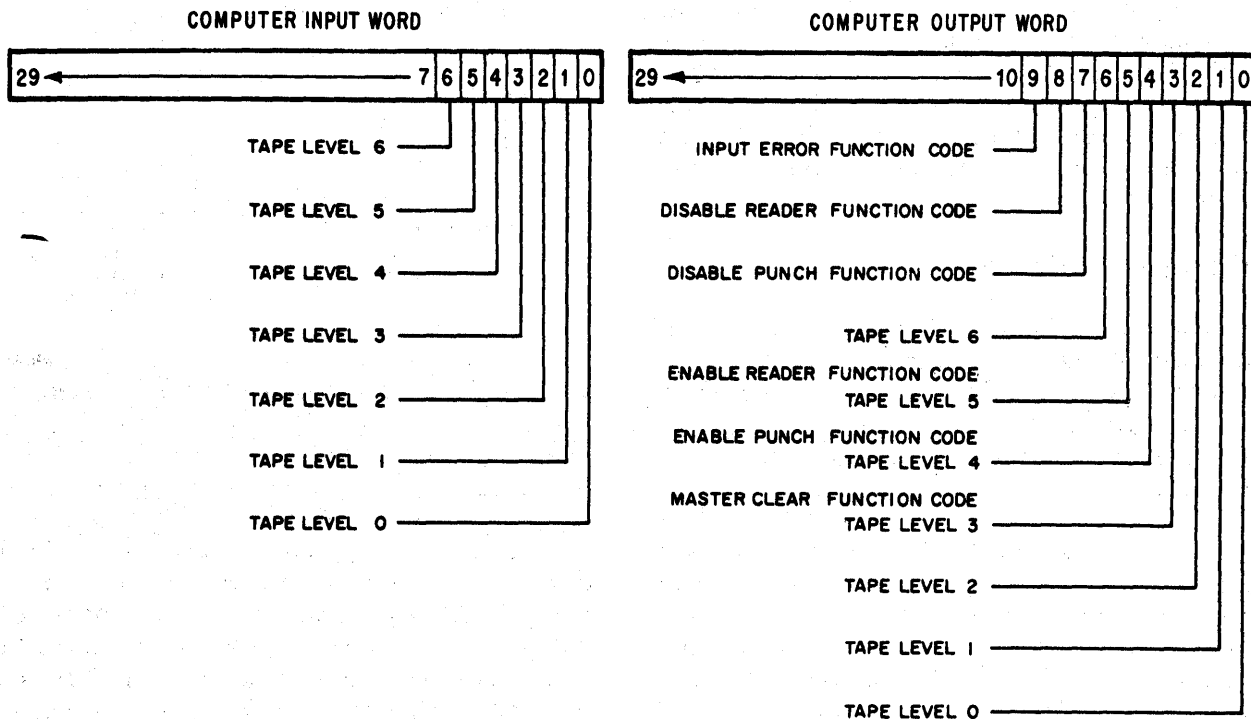 COMPUTER INPUT WORD
29 7 6 5 4 3 2 1 0
TAPE LEVEL 6
TAPE LEVEL 5
TAPE LEVEL 4
TAPE LEVEL 3
TAPE LEVEL 2
TAPE LEVEL 1
TAPE LEVEL 0
COMPUTER OUTPUT WORD
29 10 9 8 7 6 5 4 3 2 1 0
INPUT ERROR FUNCTION CODE
DISABLE READER FUNCTION CODE
DISABLE PUNCH FUNCTION CODE
TAPE LEVEL 6
ENABLE READER FUNCTION CODE
TAPE LEVEL 5
ENABLE PUNCH FUNCTION CODE
TAPE LEVEL 4
MASTER CLEAR FUNCTION CODE
TAPE LEVEL 3
TAPE LEVEL 2
TAPE LEVEL 1
TAPE LEVEL 0